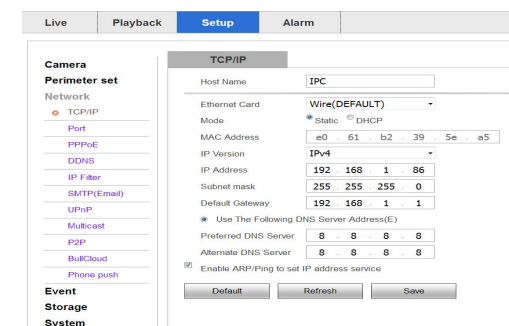 Live Playback Setup Alarm
Camera
Perimeter set
Network
TCP/IP
Port
PPPoE
DDNS
IP Filter
SMTP(Email)
UPnP
Multicast
P2P
BullCloud
Phone push
Event
Storage
System
TCP/IP
Host Name IPC
Ethernet Card Wire(DEFAULT)
Mode Static DHCP
MAC Address e0 . 61 . b2 . 39 . 5e . a5
IP Version IPv4
IP Address 192 . 168 . 1 . 86
Subnet mask 255 . 255 . 255 . 0
Default Gateway 192 . 168 . 1 . 1
Use The Following DNS Server Address(E)
Preferred DNS Server 8 . 8 . 8 . 8
Alternate DNS Server 8 . 8 . 8 . 8
Enable ARP/Ping to set IP address service
Default Refresh Save